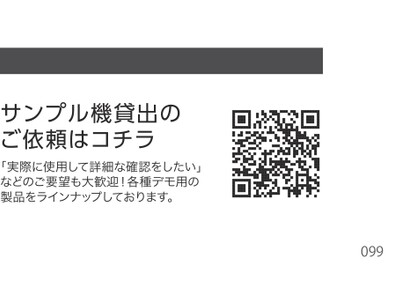 サンプル機貸出の
ご依頼はコチラ
「実際に使用して詳細な確認をしたい」
などのご要望も大歓迎！各種デモ用の
製品をラインナップしております。
099